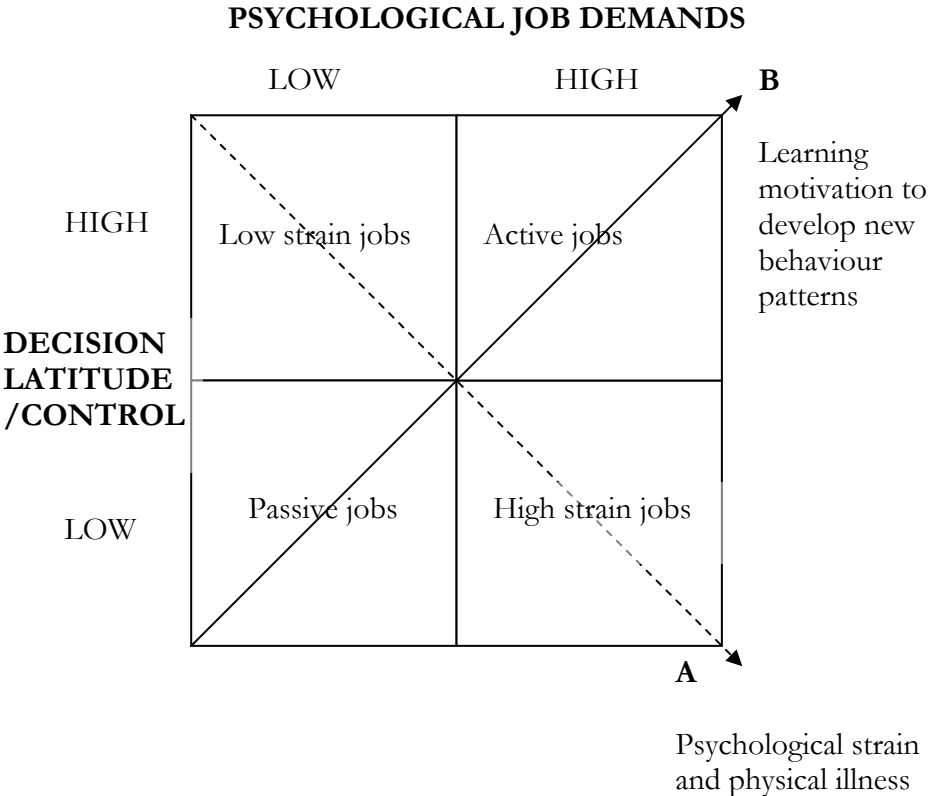 PSYCHOLOGICAL JOB DEMANDS
LOW
HIGH
B
Learning
motivation to
develop new
behaviour
patterns
HIGH
Low strain jobs
Active jobs
DECISION
LATITUDE
/CONTROL
LOW
Passive jobs
High strain jobs
A
Psychological strain
and physical illness